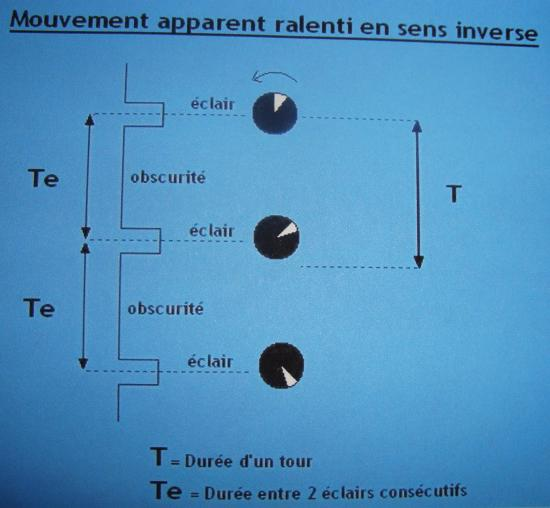 Mouvement apparent ralenti en sens inverse
éclair
Te
obscurité
T
éclair
Te
obscurité
éclair
T = Durée d'un tour
Te = Durée entre 2 éclairs consécutifs